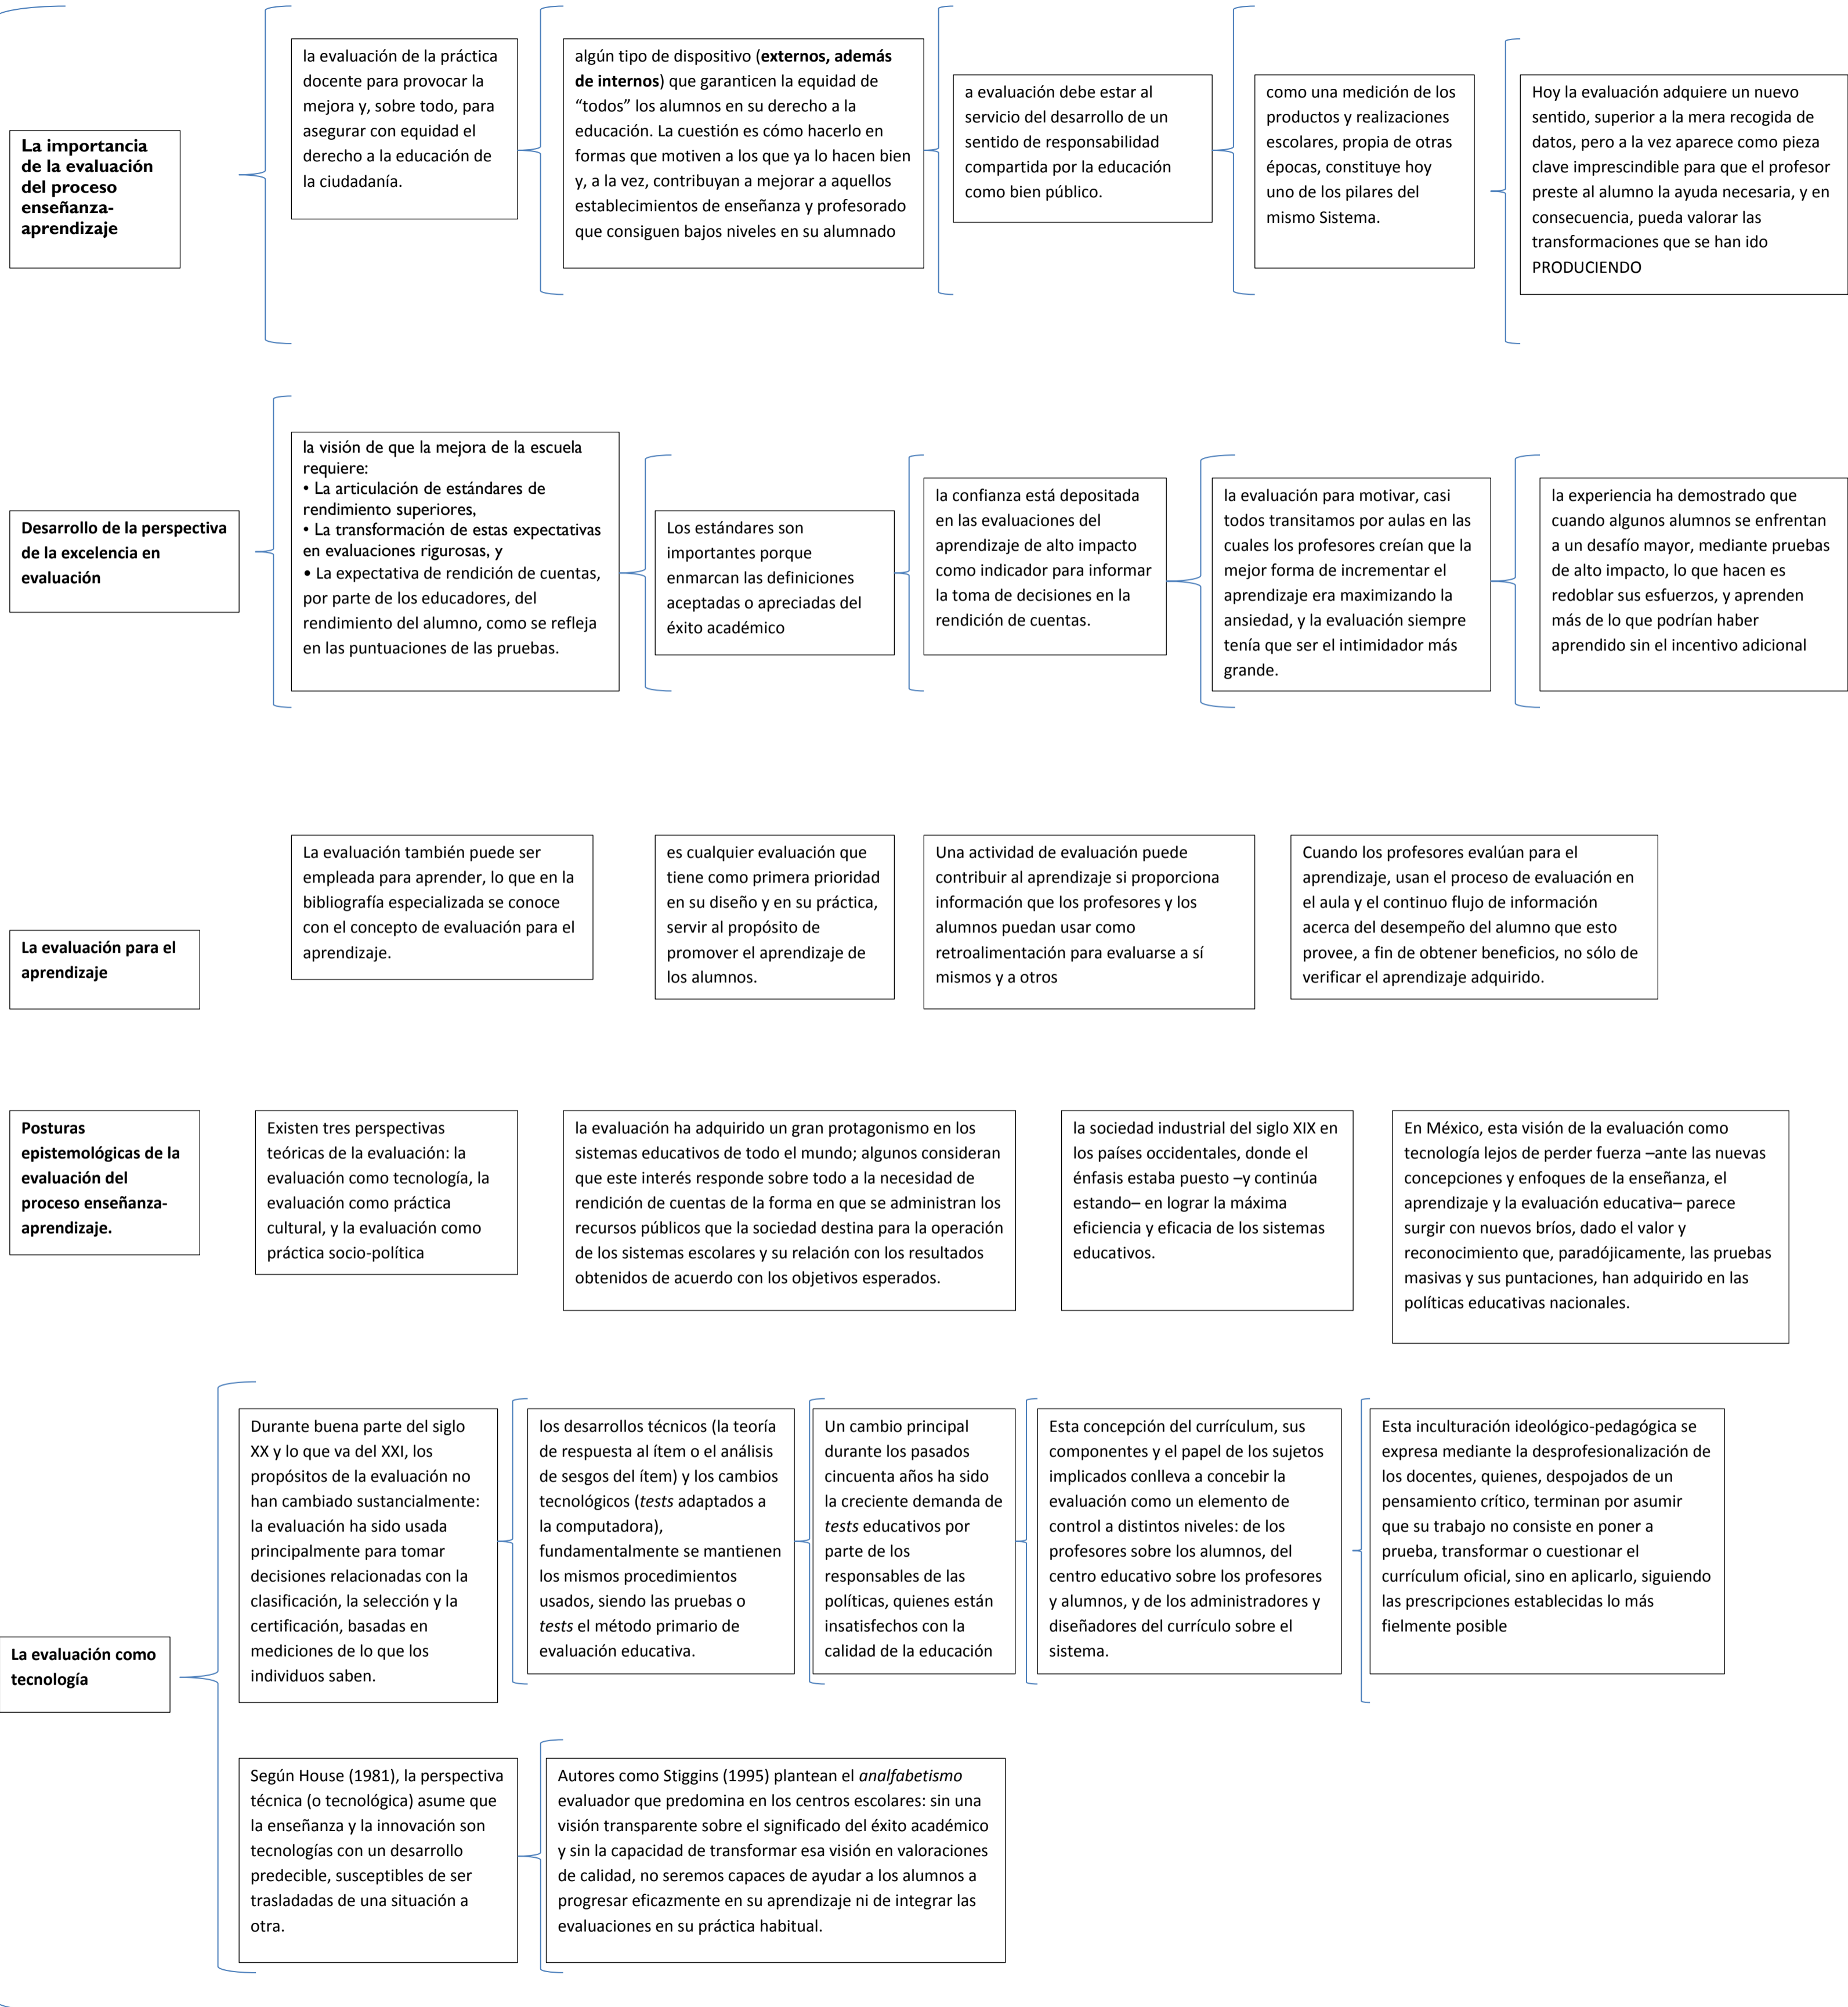 La importancia
de la evaluación
del proceso
enseñanza-
aprendizaje
la evaluación de la práctica
docente para provocar la
mejora y, sobre todo, para
asegurar con equidad el
derecho a la educación de
la ciudadanía.
algún tipo de dispositivo (externos, además
de internos) que garanticen la equidad de
“todos” los alumnos en su derecho a la
educación. La cuestión es cómo hacerlo en
formas que motiven a los que ya lo hacen bien
y, a la vez, contribuyan a mejorar a aquellos
establecimientos de enseñanza y profesorado
que consiguen bajos niveles en su alumnado
a evaluación debe estar al
servicio del desarrollo de un
sentido de responsabilidad
compartida por la educación
como bien público.
como una medición de los
productos y realizaciones
escolares, propia de otras
épocas, constituye hoy
uno de los pilares del
mismo Sistema.
Hoy la evaluación adquiere un nuevo
sentido, superior a la mera recogida de
datos, pero a la vez aparece como pieza
clave imprescindible para que el profesor
preste al alumno la ayuda necesaria, y en
consecuencia, pueda valorar las
transformaciones que se han ido
PRODUCIENDO
Desarrollo de la perspectiva
de la excelencia en
evaluación
la visión de que la mejora de la escuela
requiere:
• La articulación de estándares de
rendimiento superiores,
• La transformación de estas expectativas
en evaluaciones rigurosas, y
• La expectativa de rendición de cuentas,
por parte de los educadores, del
rendimiento del alumno, como se refleja
en las puntuaciones de las pruebas.
Los estándares son
importantes porque
enmarcan las definiciones
aceptadas o apreciadas del
éxito académico
la confianza está depositada
en las evaluaciones del
aprendizaje de alto impacto
como indicador para informar
la toma de decisiones en la
rendición de cuentas.
la evaluación para motivar, casi
todos transitamos por aulas en las
cuales los profesores creían que la
mejor forma de incrementar el
aprendizaje era maximizando la
ansiedad, y la evaluación siempre
tenía que ser el intimidador más
grande.
la experiencia ha demostrado que
cuando algunos alumnos se enfrentan
a un desafío mayor, mediante pruebas
de alto impacto, lo que hacen es
redoblar sus esfuerzos, y aprenden
más de lo que podrían haber
aprendido sin el incentivo adicional
La evaluación para el
aprendizaje
La evaluación también puede ser
empleada para aprender, lo que en la
bibliografía especializada se conoce
con el concepto de evaluación para el
aprendizaje.
es cualquier evaluación que
tiene como primera prioridad
en su diseño y en su práctica,
servir al propósito de
promover el aprendizaje de
los alumnos.
Una actividad de evaluación puede
contribuir al aprendizaje si proporciona
información que los profesores y los
alumnos puedan usar como
retroalimentación para evaluarse a sí
mismos y a otros
Cuando los profesores evalúan para el
aprendizaje, usan el proceso de evaluación en
el aula y el continuo flujo de información
acerca del desempeño del alumno que esto
provee, a fin de obtener beneficios, no sólo de
verificar el aprendizaje adquirido.
Posturas
epistemológicas de la
evaluación del
proceso enseñanza-
aprendizaje.
Existen tres perspectivas
teóricas de la evaluación: la
evaluación como tecnología, la
evaluación como práctica
cultural, y la evaluación como
práctica socio-política
la evaluación ha adquirido un gran protagonismo en los
sistemas educativos de todo el mundo; algunos consideran
que este interés responde sobre todo a la necesidad de
rendición de cuentas de la forma en que se administran los
recursos públicos que la sociedad destina para la operación
de los sistemas escolares y su relación con los resultados
obtenidos de acuerdo con los objetivos esperados.
la sociedad industrial del siglo XIX en
los países occidentales, donde el
énfasis estaba puesto –y continúa
estando– en lograr la máxima
eficiencia y eficacia de los sistemas
educativos.
En México, esta visión de la evaluación como
tecnología lejos de perder fuerza –ante las nuevas
concepciones y enfoques de la enseñanza, el
aprendizaje y la evaluación educativa– parece
surgir con nuevos bríos, dado el valor y
reconocimiento que, paradójicamente, las pruebas
masivas y sus puntaciones, han adquirido en las
políticas educativas nacionales.
La evaluación como
tecnología
Durante buena parte del siglo
XX y lo que va del XXI, los
propósitos de la evaluación no
han cambiado sustancialmente:
la evaluación ha sido usada
principalmente para tomar
decisiones relacionadas con la
clasificación, la selección y la
certificación, basadas en
mediciones de lo que los
individuos saben.
los desarrollos técnicos (la teoría
de respuesta al ítem o el análisis
de sesgos del ítem) y los cambios
tecnológicos (tests adaptados a
la computadora),
fundamentalmente se mantienen
los mismos procedimientos
usados, siendo las pruebas o
tests el método primario de
evaluación educativa.
Un cambio principal
durante los pasados
cincuenta años ha sido
la creciente demanda de
tests educativos por
parte de los
responsables de las
políticas, quienes están
insatisfechos con la
calidad de la educación
Esta concepción del currículum, sus
componentes y el papel de los sujetos
implicados conlleva a concebir la
evaluación como un elemento de
control a distintos niveles: de los
profesores sobre los alumnos, del
centro educativo sobre los profesores
y alumnos, y de los administradores y
diseñadores del currículo sobre el
sistema.
Esta inculturación ideológico-pedagógica se
expresa mediante la desprofesionalización de
los docentes, quienes, despojados de un
pensamiento crítico, terminan por asumir
que su trabajo no consiste en poner a
prueba, transformar o cuestionar el
currículum oficial, sino en aplicarlo, siguiendo
las prescripciones establecidas lo más
fielmente posible
Según House (1981), la perspectiva
técnica (o tecnológica) asume que
la enseñanza y la innovación son
tecnologías con un desarrollo
predecible, susceptibles de ser
trasladadas de una situación a
otra.
Autores como Stiggins (1995) plantean el analfabetismo
evaluador que predomina en los centros escolares: sin una
visión transparente sobre el significado del éxito académico
y sin la capacidad de transformar esa visión en valoraciones
de calidad, no seremos capaces de ayudar a los alumnos a
progresar eficazmente en su aprendizaje ni de integrar las
evaluaciones en su práctica habitual.